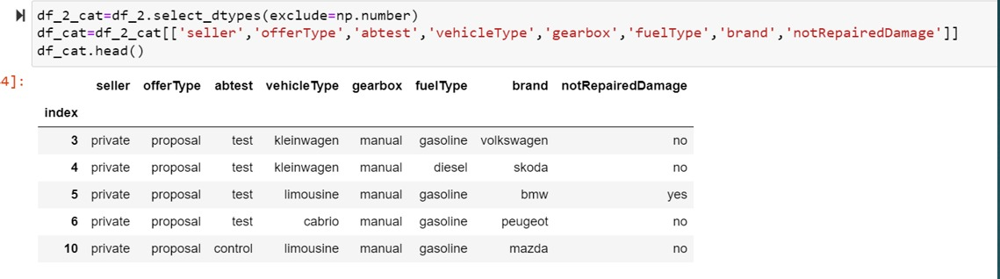 df_2_cat=df_2.select_dtypes(exclude=np.number)
df_cat=df_2_cat[['seller','offerType','abtest','vehicleType','gearbox','fuelType','brand','notRepairedDamage']]
df_cat.head()
4]:
seller offerType abtest vehicleType gearbox fuelType brand notRepairedDamage
index
3 private proposal test kleinwagen manual gasoline volkswagen no
4 private proposal test kleinwagen manual diesel skoda no
5 private proposal test limousine manual gasoline bmw yes
6 private proposal test cabrio manual gasoline peugeot no
10 private proposal control limousine manual gasoline mazda no